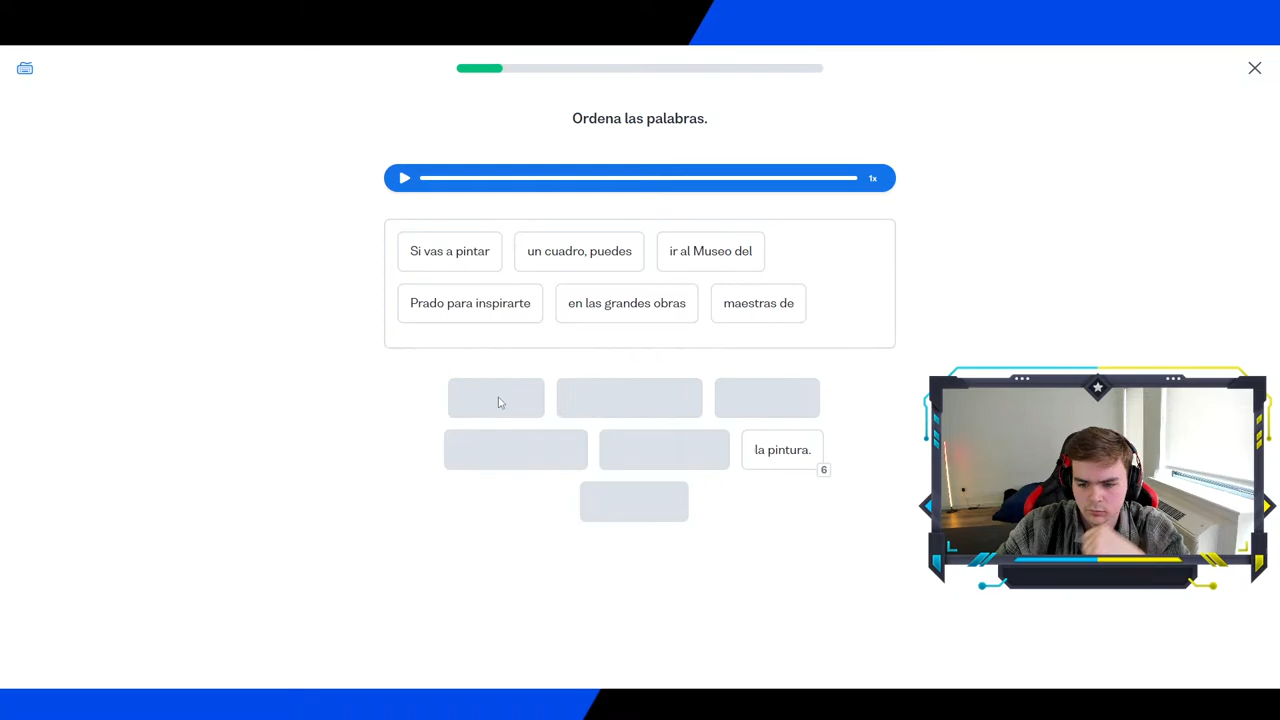 Ordena las palabras.
1x
Si vas a pintar un cuadro, puedes ir al Museo del
Prado para inspirarte en las grandes obras maestras de
la pintura.
6